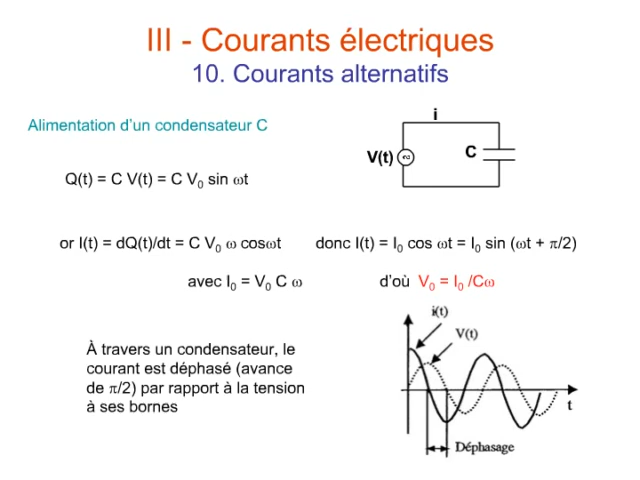 III - Courants électriques
10. Courants alternatifs
Alimentation d'un condensateur C
i
V(t)
C
Q(t) = C V(t) = C V₀ sin ωt
or I(t) = dQ(t)/dt = C V₀ ω cosωt
donc I(t) = I₀ cos ωt = I₀ sin (ωt + π/2)
avec I₀ = V₀ C ω
d'où V₀ = I₀ /Cω
i(t)
V(t)
À travers un condensateur, le
courant est déphasé (avance
de π/2) par rapport à la tension
à ses bornes
t
Déphasage